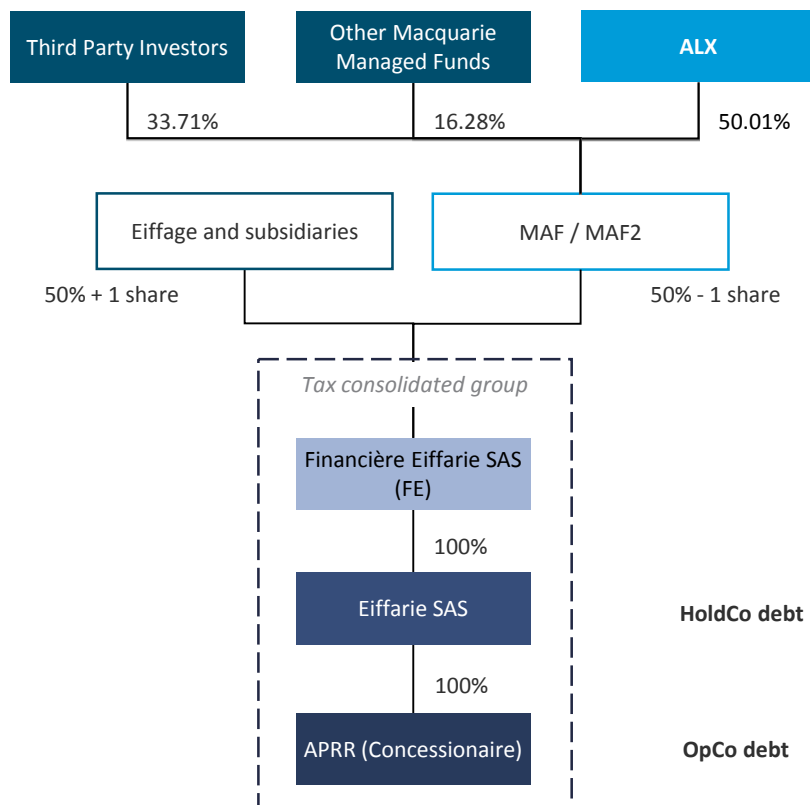 Third Party Investors
Other Macquarie
Managed Funds
ALX
33.71%
16.28%
50.01%
Eiffage and subsidiaries
MAF / MAF2
50% + 1 share
50% - 1 share
Tax consolidated group
Financière Eiffarie SAS
(FE)
100%
Eiffarie SAS
HoldCo debt
100%
APRR (Concessionaire)
OpCo debt